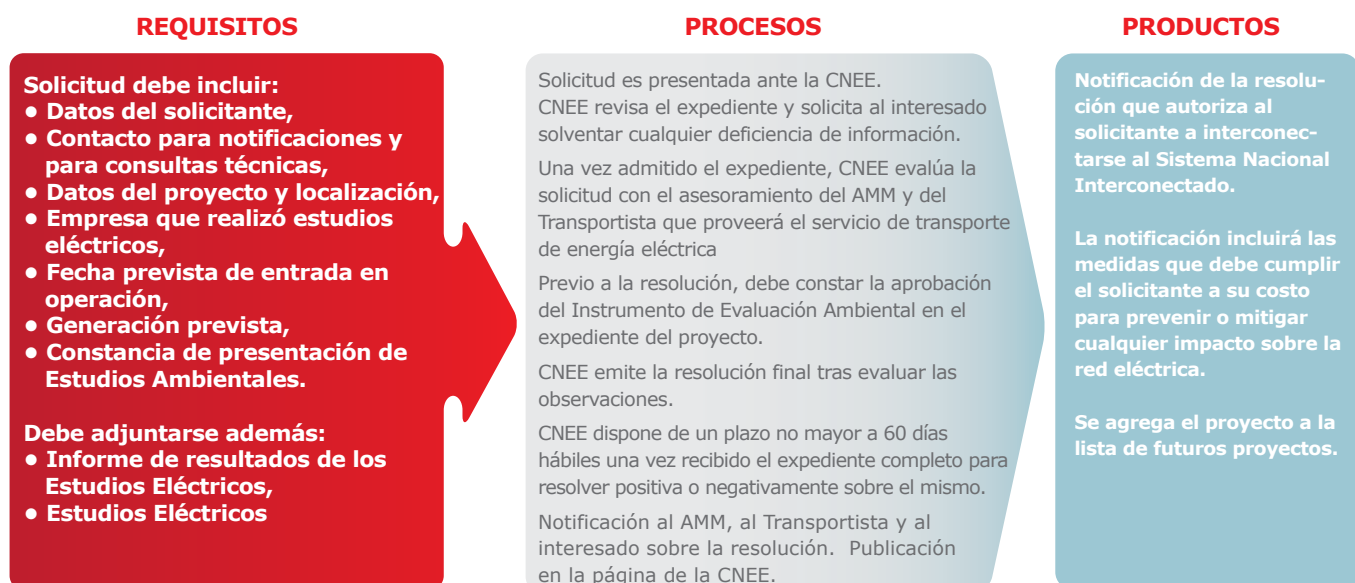 REQUISITOS
Solicitud debe incluir:
• Datos del solicitante,
• Contacto para notificaciones y
para consultas técnicas,
• Datos del proyecto y localización,
• Empresa que realizó estudios
eléctricos,
• Fecha prevista de entrada en
operación,
• Generación prevista,
• Constancia de presentación de
Estudios Ambientales.
Debe adjuntarse además:
• Informe de resultados de los
Estudios Eléctricos,
• Estudios Eléctricos
PROCESOS
Solicitud es presentada ante la CNEE.
CNEE revisa el expediente y solicita al interesado
solventar cualquier deficiencia de información.
Una vez admitido el expediente, CNEE evalúa la
solicitud con el asesoramiento del AMM y del
Transportista que proveerá el servicio de transporte
de energía eléctrica
Previo a la resolución, debe constar la aprobación
del Instrumento de Evaluación Ambiental en el
expediente del proyecto.
CNEE emite la resolución final tras evaluar las
observaciones.
CNEE dispone de un plazo no mayor a 60 días
hábiles una vez recibido el expediente completo para
resolver positiva o negativamente sobre el mismo.
Notificación al AMM, al Transportista y al
interesado sobre la resolución. Publicación
en la página de la CNEE.
PRODUCTOS
Notificación de la resolu-
ción que autoriza al
solicitante a interconec-
tarse al Sistema Nacional
Interconectado.
La notificación incluirá las
medidas que debe cumplir
el solicitante a su costo
para prevenir o mitigar
cualquier impacto sobre la
red eléctrica.
Se agrega el proyecto a la
lista de futuros proyectos.